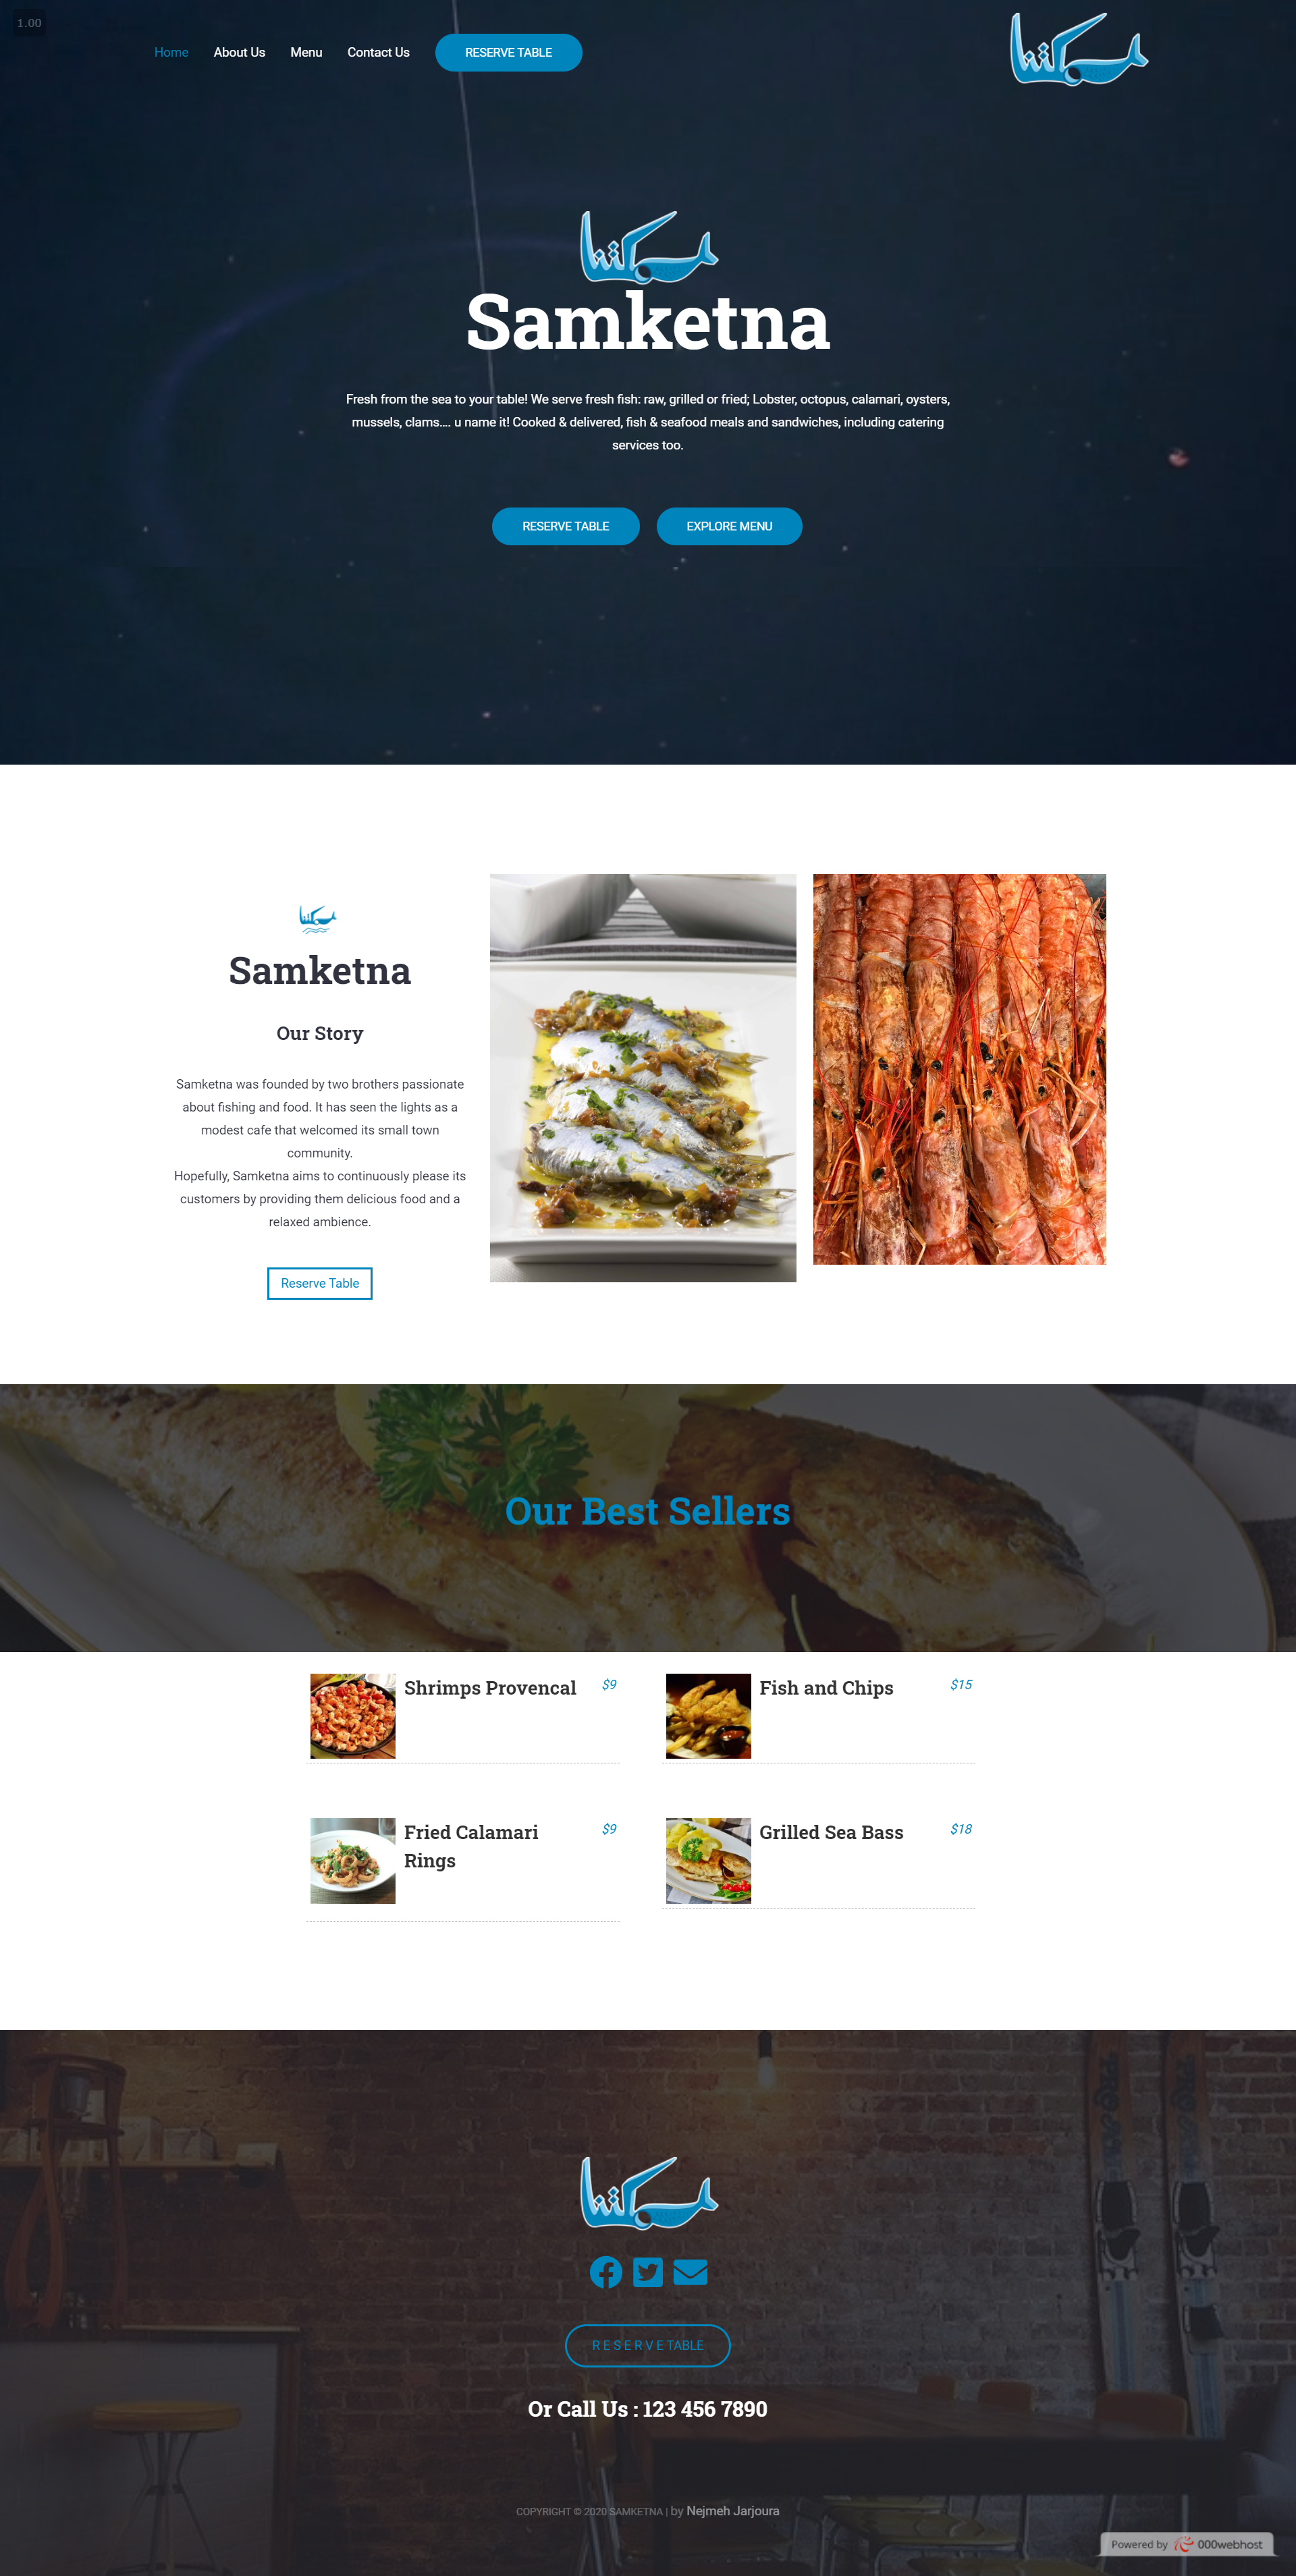 1.00
Home About Us Menu Contact Us RESERVE TABLE
سمكتنا
سمكتنا
Samketna
Fresh from the sea to your table! We serve fresh fish: raw, grilled or fried; Lobster, octopus, calamari, oysters,
mussels, clams.... u name it! Cooked & delivered, fish & seafood meals and sandwiches, including catering
services too.
RESERVE TABLE EXPLORE MENU
Samketna
Our Story
Samketna was founded by two brothers passionate
about fishing and food. It has seen the lights as a
modest cafe that welcomed its small town
community.
Hopefully, Samketna aims to continuously please its
customers by providing them delicious food and a
relaxed ambience.
Reserve Table
Our Best Sellers
Shrimps Provencal $9
Fish and Chips $15
Fried Calamari
Rings
$9
Grilled Sea Bass $18
سمكتنا
R E S E R V E TABLE
Or Call Us : 123 456 7890
COPYRIGHT © 2020 SAMKETNA | by Nejmeh Jarjoura
Powered by 000webhost